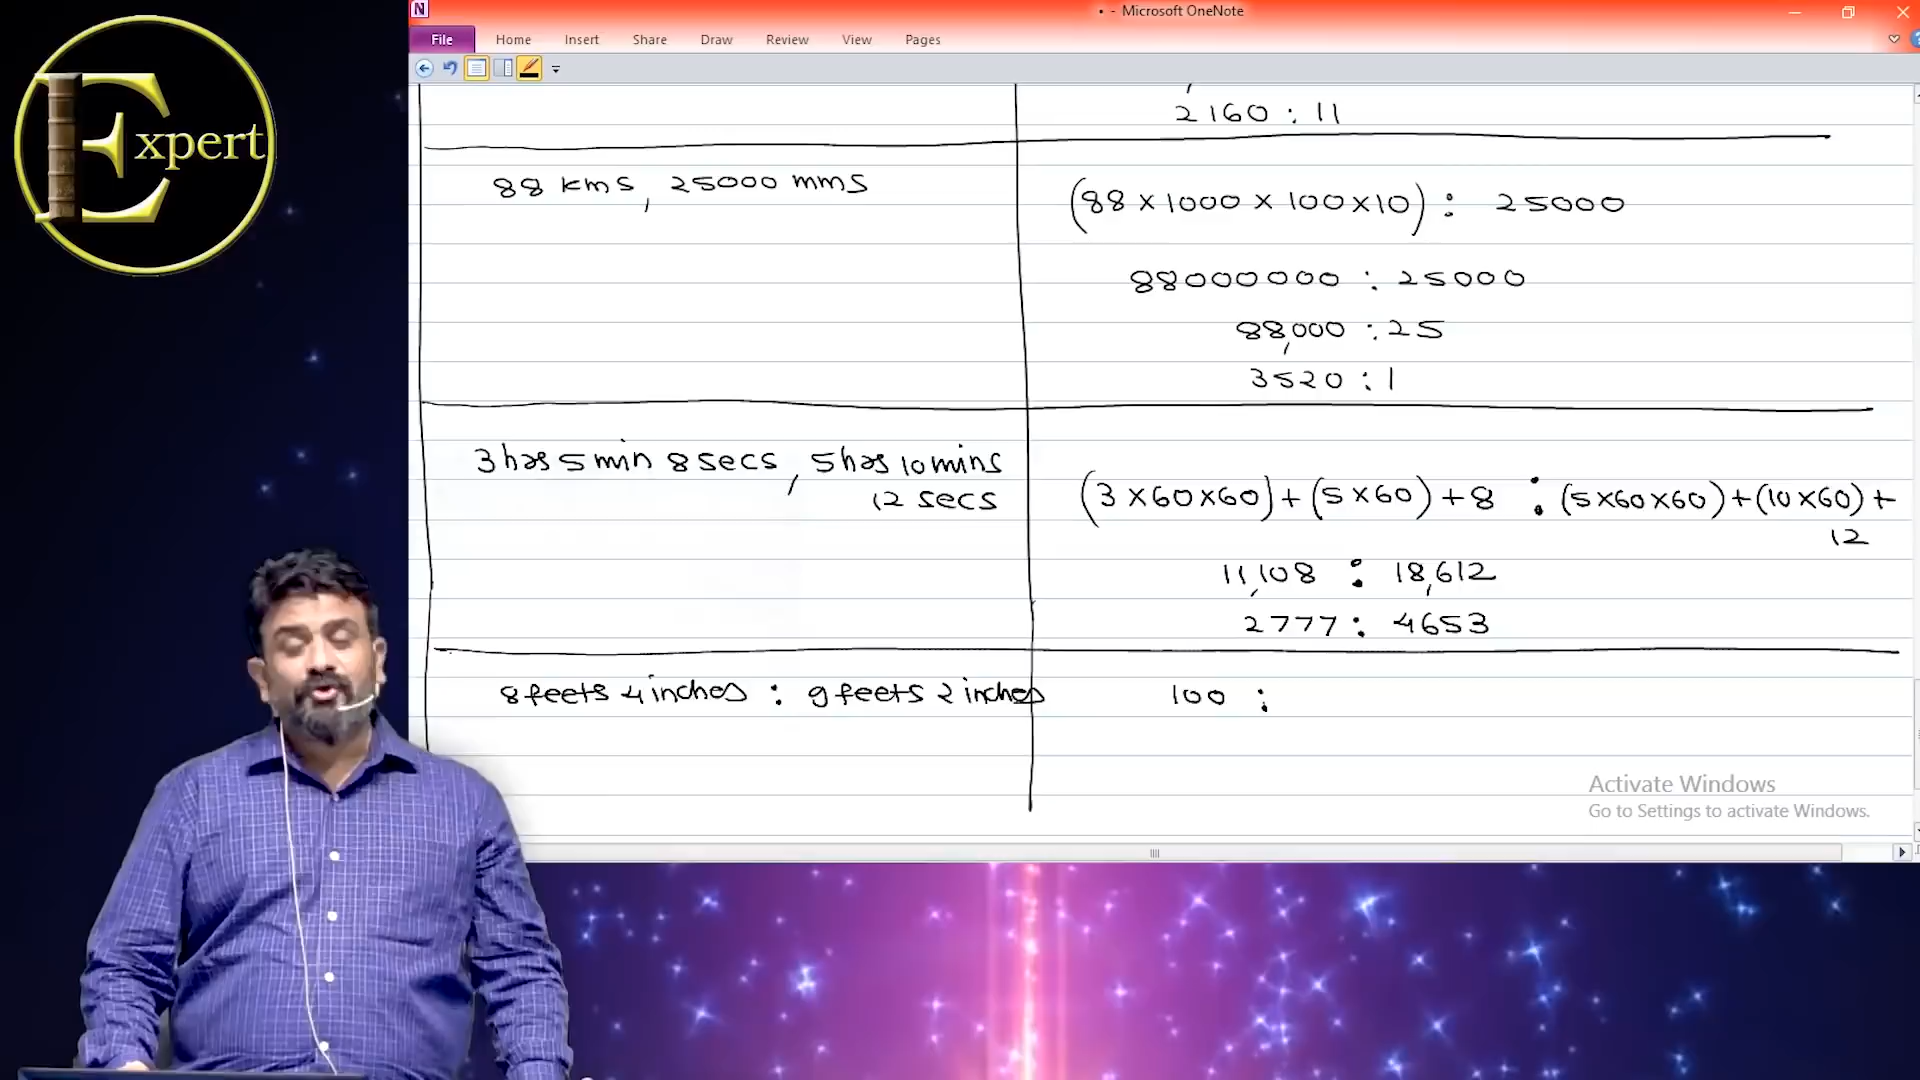 Expert
N
• - Microsoft OneNote
File Home Insert Share Draw Review View Pages
2160 : 11
88 kms, 25000 mms
(88 × 1000 × 100 × 10) : 25000
88000000 : 25000
88,000 : 25
3520 : 1
3 hrs 5 min 8 secs, 5 hrs 10 mins
12 secs
(3 × 60 × 60) + (5 × 60) + 8 : (5 × 60 × 60) + (10 × 60) +
12
11,108 : 18,612
2777 : 4653
8 feets 4 inches : 9 feets 2 inches
100 :
Activate Windows
Go to Settings to activate Windows.